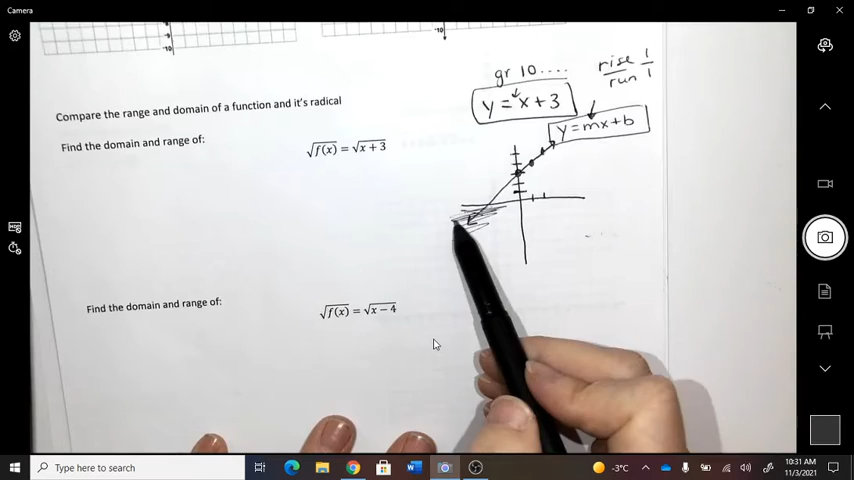 Camera
-10
-10
gr 10 ....
rise 1
run 1
y = x + 3
y = mx + b
Compare the range and domain of a function and it's radical
Find the domain and range of:
√f(x) = √x + 3
Find the domain and range of:
√f(x) = √x − 4
Type here to search
-3°C
10:31 AM
11/3/2021